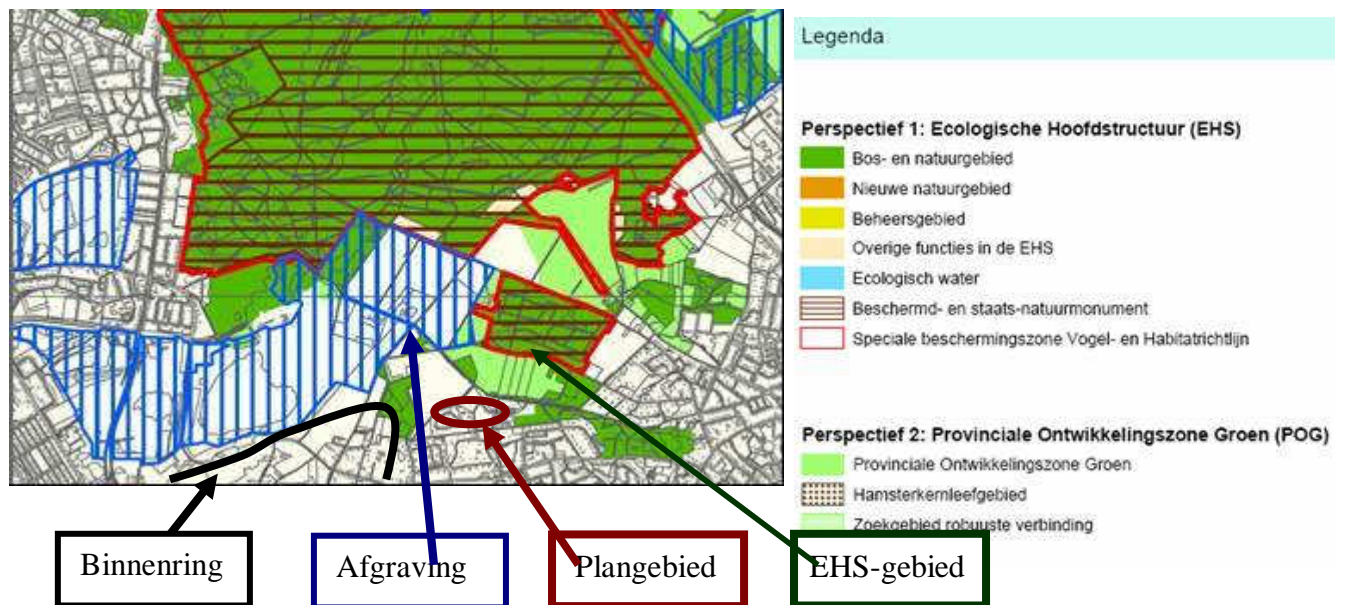 Legenda
Perspectief 1: Ecologische Hoofdstructuur (EHS)
Bos- en natuurgebied
Nieuwe natuurgebied
Beheersgebied
Overige functies in de EHS
Ecologisch water
Beschermd- en staats-natuurmonument
Speciale beschermingszone Vogel- en Habitatrichtlijn
Perspectief 2: Provinciale Ontwikkelingszone Groen (POG)
Provinciale Ontwikkelingszone Groen
Hamsterkernleefgebied
Zoekgebied robuuste verbinding
Binnenring
Afgraving
Plangebied
EHS-gebied